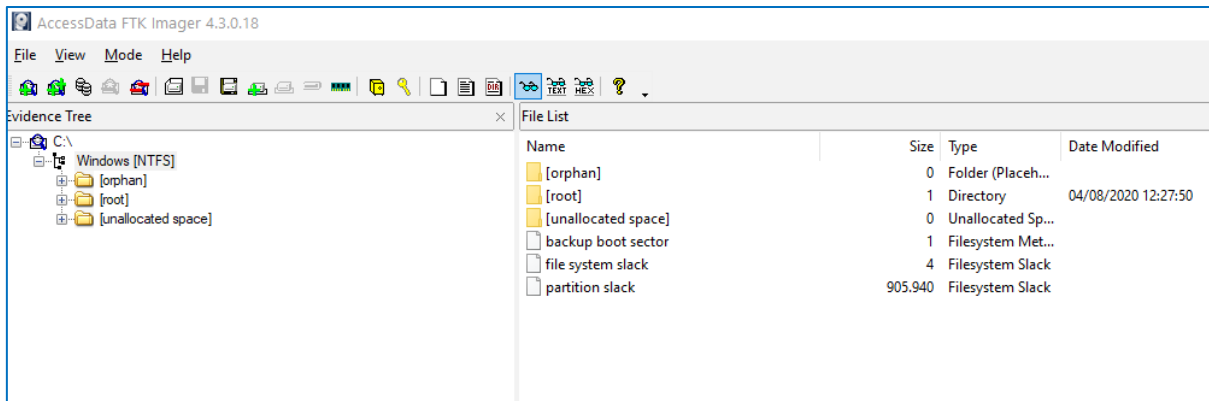 AccessData FTK Imager 4.3.0.18
File View Mode Help
TEXT HEX DIR
Evidence Tree
File List
C:\
Windows [NTFS]
[orphan]
[root]
[unallocated space]
Name Size Type Date Modified
[orphan] 0 Folder (Placeh...
[root] 1 Directory 04/08/2020 12:27:50
[unallocated space] 0 Unallocated Sp...
backup boot sector 1 Filesystem Met...
file system slack 4 Filesystem Slack
partition slack 905.940 Filesystem Slack